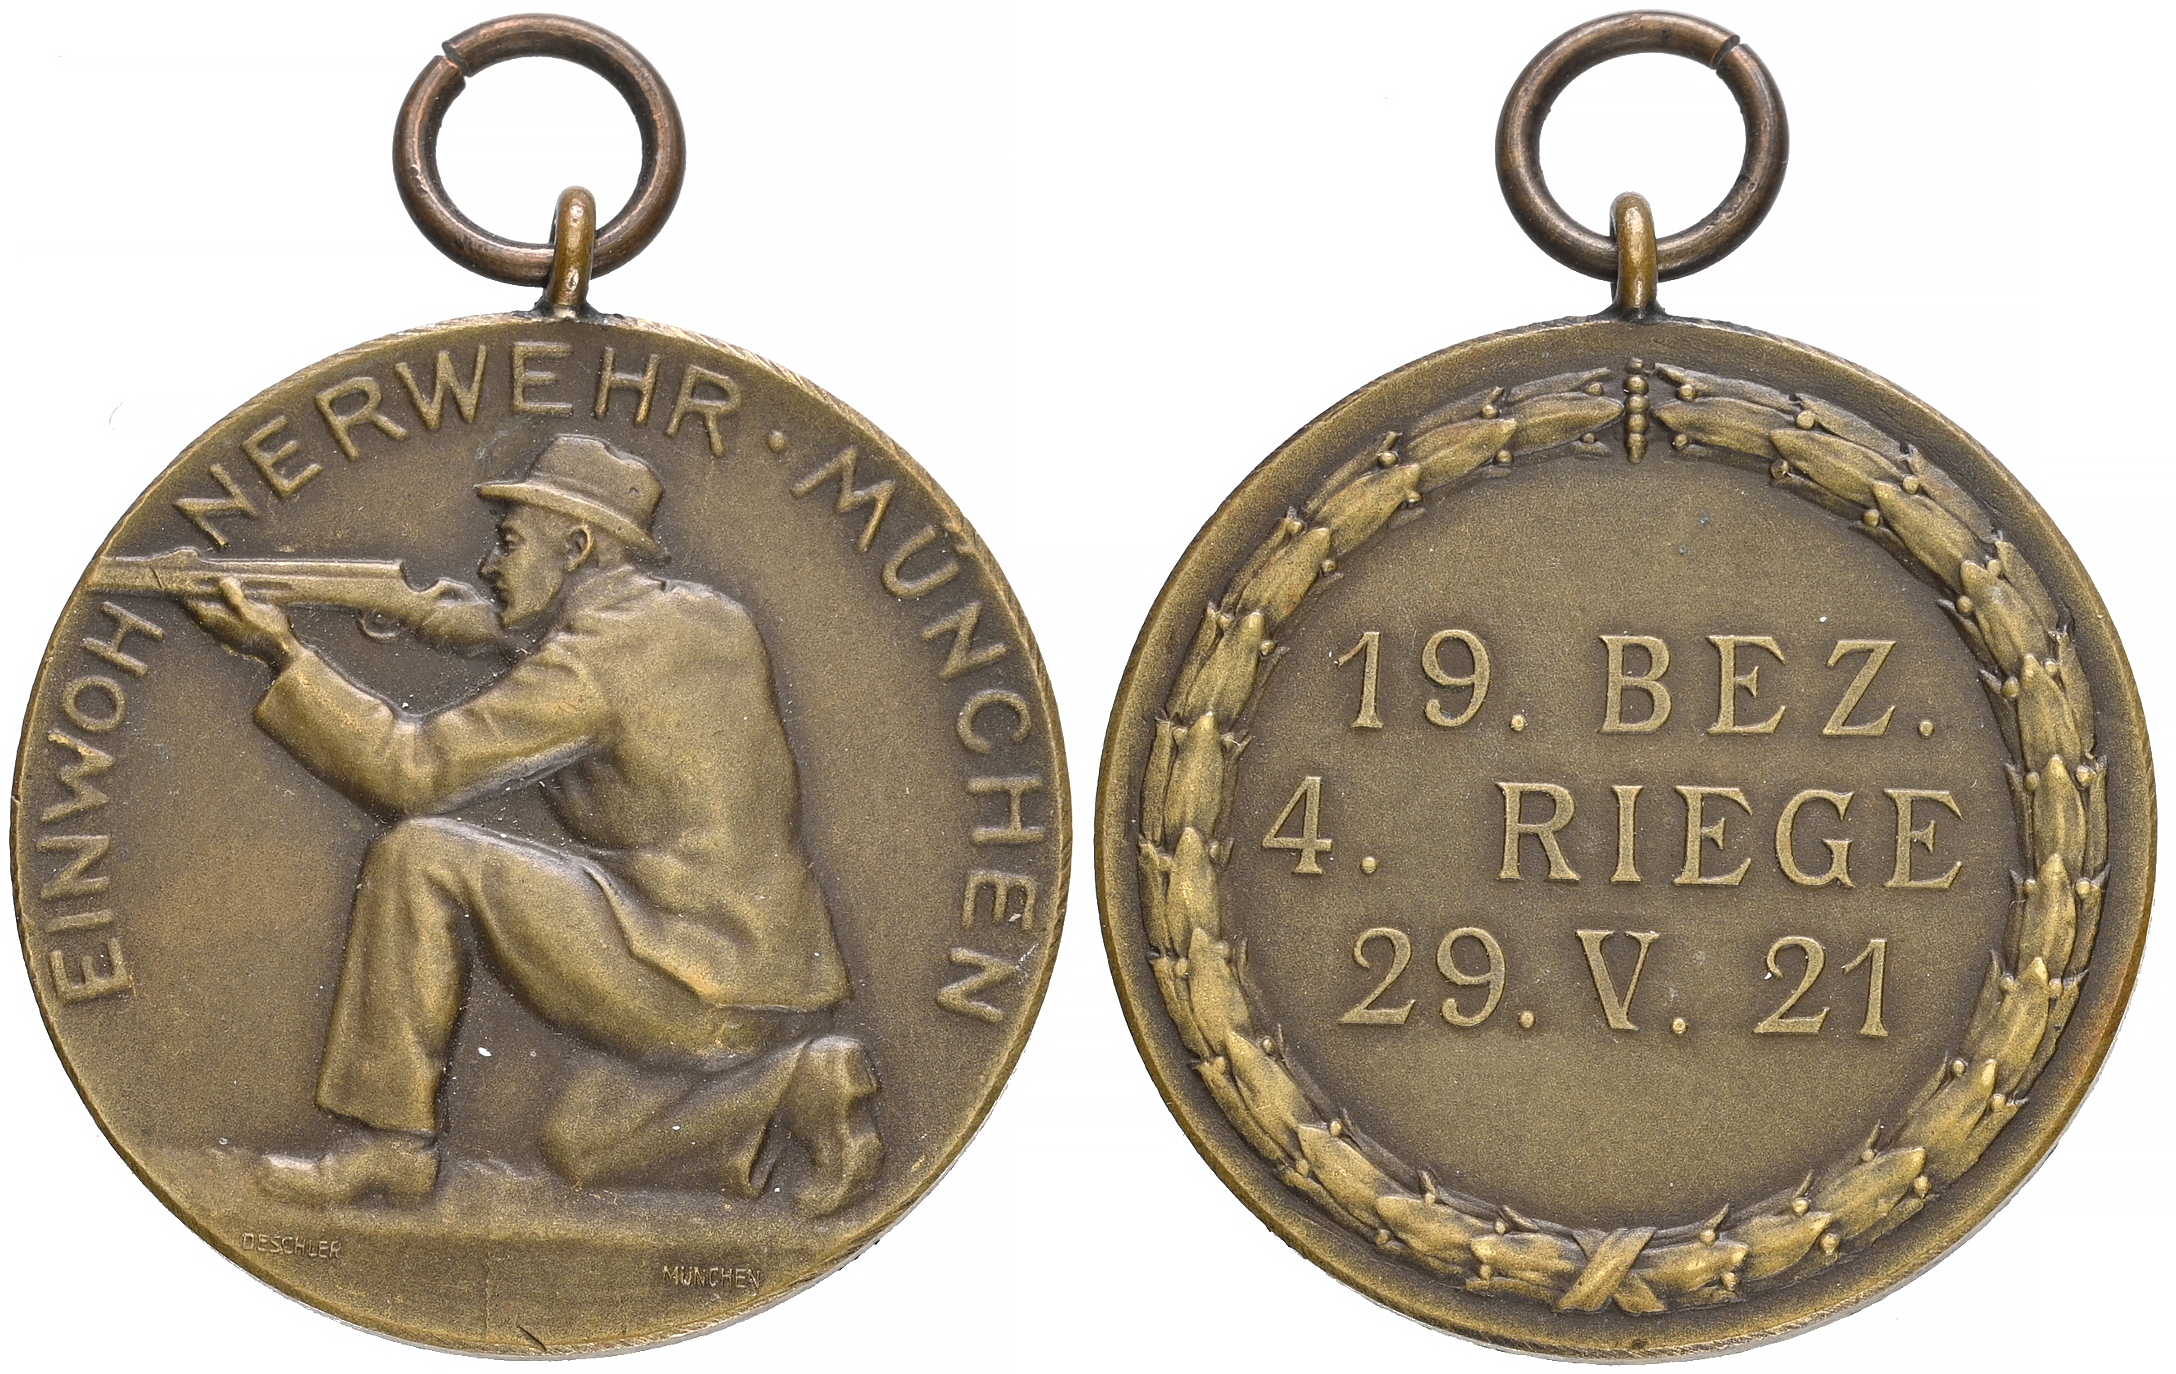 EINWOHNERWEHR · MÜNCHEN
DESCHLER
MÜNCHEN
19. BEZ.
4. RIEGE
29. V. 21